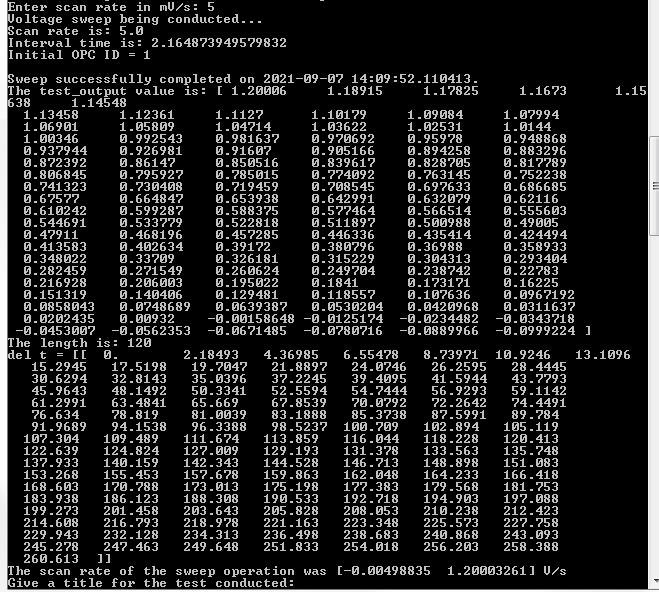 Enter scan rate in mV/s: 5
Voltage sweep being conducted...
Scan rate is: 5.0
Interval time is: 2.164873949579832
Initial OPC ID = 1
Sweep successfully completed on 2021-09-07 14:09:52.110413.
The test_output value is: [ 1.20006 1.18915 1.17825 1.1673 1.15
638 1.14548
1.13458 1.12361 1.1127 1.10179 1.09084 1.07994
1.06901 1.05809 1.04714 1.03622 1.02531 1.0144
1.00346 0.992543 0.981637 0.970692 0.95978 0.948868
0.937944 0.926981 0.91607 0.905166 0.894258 0.883296
0.872392 0.86147 0.850516 0.839617 0.828705 0.817789
0.806845 0.795927 0.785015 0.774092 0.763145 0.752238
0.741323 0.730408 0.719459 0.708545 0.697633 0.686685
0.67577 0.664847 0.653938 0.642991 0.632079 0.62116
0.610242 0.599287 0.588375 0.577464 0.566514 0.555603
0.544691 0.533779 0.522818 0.511897 0.500988 0.49005
0.47911 0.468196 0.457285 0.446336 0.435414 0.424494
0.413583 0.402634 0.39172 0.380796 0.36988 0.358933
0.348022 0.33709 0.326181 0.315229 0.304313 0.293404
0.282459 0.271549 0.260624 0.249704 0.238742 0.22783
0.216928 0.206003 0.195022 0.1841 0.173171 0.16225
0.151319 0.140406 0.129481 0.118557 0.107636 0.0967192
0.0858043 0.0748689 0.0639387 0.0530204 0.0420968 0.0311637
0.0202435 0.00932 -0.00158648 -0.0125174 -0.0234482 -0.0343718
-0.0453007 -0.0562353 -0.0671485 -0.0780716 -0.0889966 -0.0999224 ]
The length is: 120
del t = [[ 0. 2.18493 4.36985 6.55478 8.73971 10.9246 13.1096
15.2945 17.5198 19.7047 21.8897 24.0746 26.2595 28.4445
30.6294 32.8143 35.0396 37.2245 39.4095 41.5944 43.7793
45.9643 48.1492 50.3341 52.5594 54.7444 56.9293 59.1142
61.2991 63.4841 65.669 67.8539 70.0792 72.2642 74.4491
76.634 78.819 81.0039 83.1888 85.3738 87.5991 89.784
91.9689 94.1538 96.3388 98.5237 100.709 102.894 105.119
107.304 109.489 111.674 113.859 116.044 118.228 120.413
122.639 124.824 127.009 129.193 131.378 133.563 135.748
137.933 140.159 142.343 144.528 146.713 148.898 151.083
153.268 155.453 157.678 159.863 162.048 164.233 166.418
168.603 170.788 173.013 175.198 177.383 179.568 181.753
183.938 186.123 188.308 190.533 192.718 194.903 197.088
199.273 201.458 203.643 205.828 208.053 210.238 212.423
214.608 216.793 218.978 221.163 223.348 225.573 227.758
229.943 232.128 234.313 236.498 238.683 240.868 243.093
245.278 247.463 249.648 251.833 254.018 256.203 258.388
260.613 ]]
The scan rate of the sweep operation was [-0.00498835 1.20003261] V/s
Give a title for the test conducted: